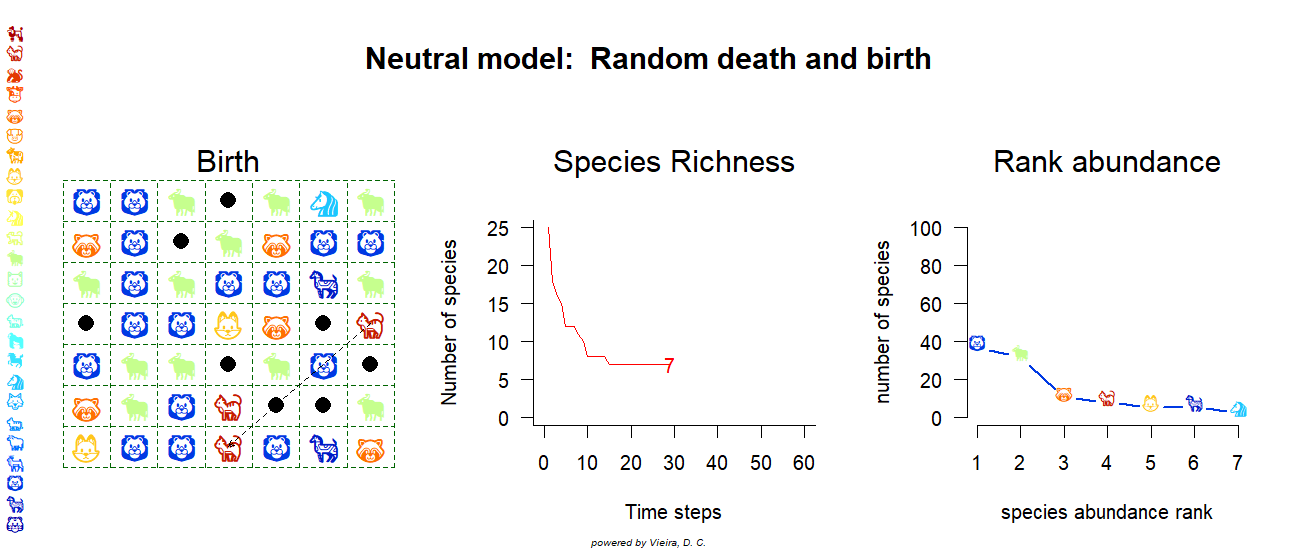 Neutral model:  Random death and birth
Birth
Species Richness
Rank abundance
Number of species
25
20
15
10
5
0
7
0 10 20 30 40 50 60
Time steps
number of species
100
80
60
40
20
0
1 2 3 4 5 6 7
species abundance rank
powered by Vieira, D. C.